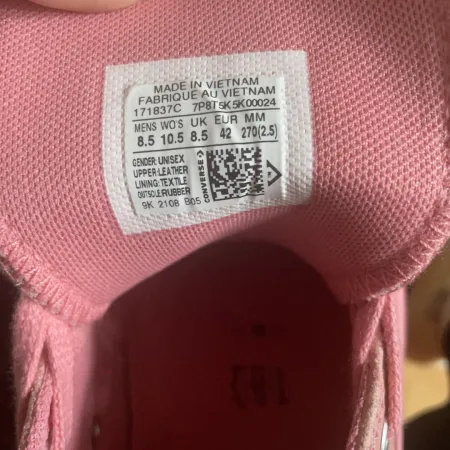 MADE IN VIETNAM
FABRIQUE AU VIETNAM
171837C 7P8T5K5K00024
MENS WO'S UK EUR MM
8.5 10.5 8.5 42 270(2.5)
GENDER: UNISEX
UPPER: LEATHER
LINING: TEXTILE
OUTSOLE: RUBBER
CONVERSE
9K 2108 B05